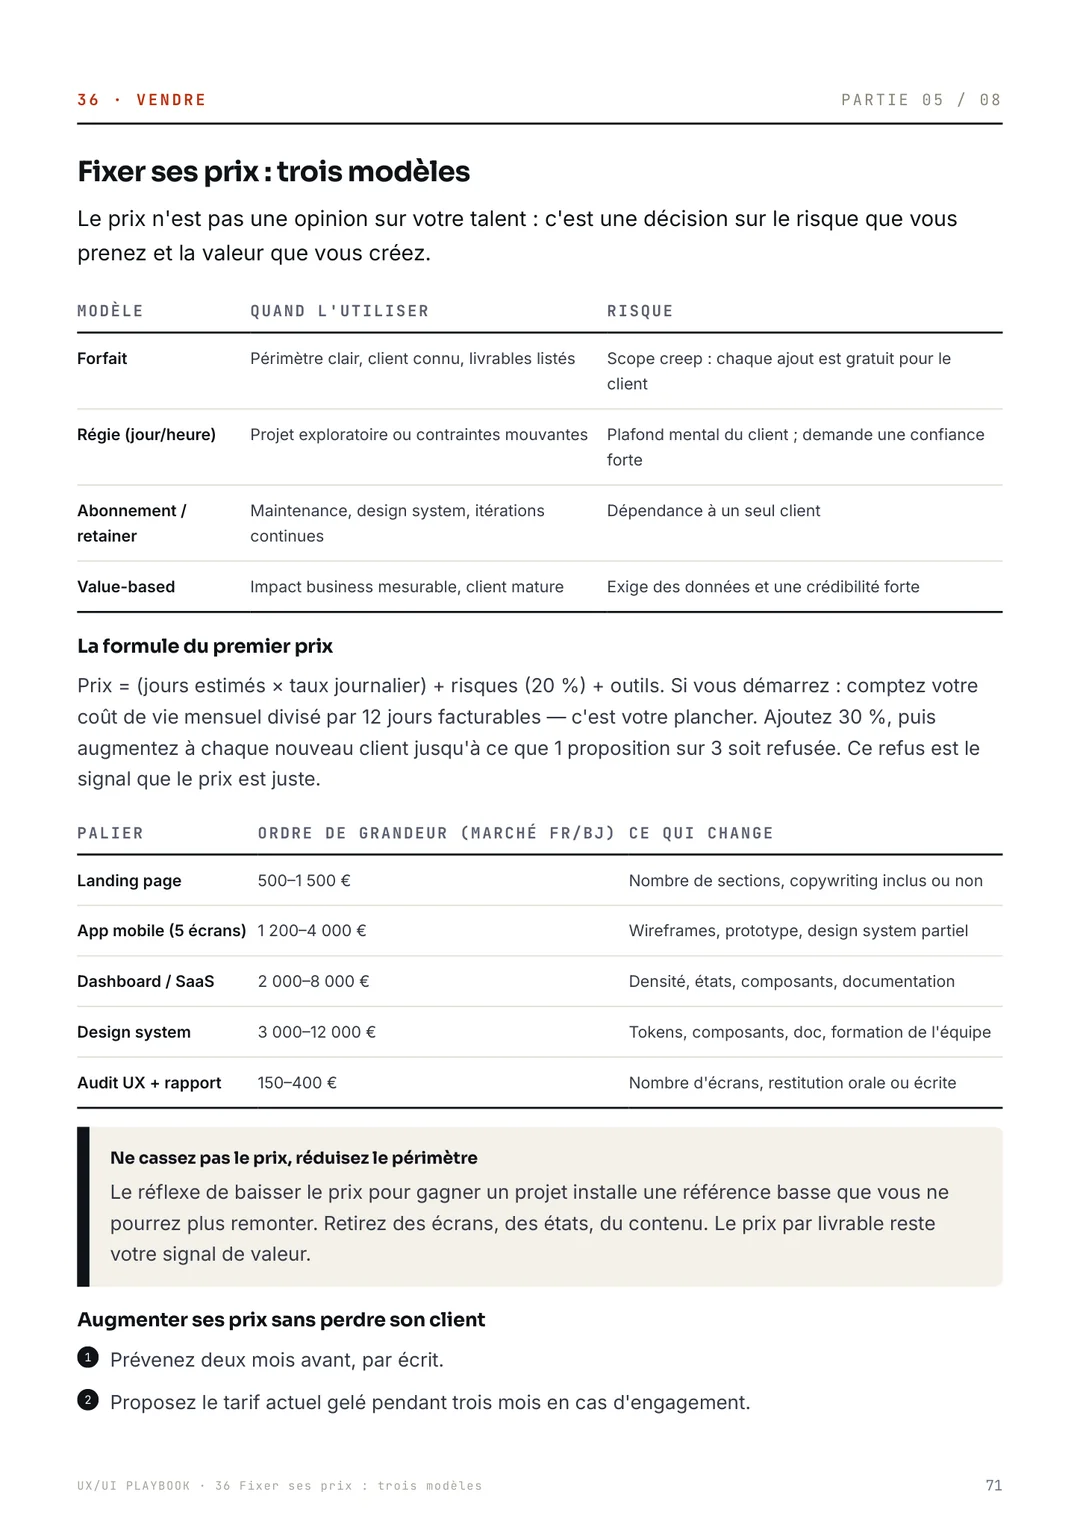 36 · VENDRE
PARTIE 05 / 08
Fixer ses prix : trois modèles
Le prix n'est pas une opinion sur votre talent : c'est une décision sur le risque que vous
prenez et la valeur que vous créez.
MODÈLE QUAND L'UTILISER RISQUE
Forfait Périmètre clair, client connu, livrables listés Scope creep : chaque ajout est gratuit pour le
client
Régie (jour/heure) Projet exploratoire ou contraintes mouvantes Plafond mental du client ; demande une confiance
forte
Abonnement / Maintenance, design system, itérations Dépendance à un seul client
retainer continues
Value-based Impact business mesurable, client mature Exige des données et une crédibilité forte
La formule du premier prix
Prix = (jours estimés × taux journalier) + risques (20 %) + outils. Si vous démarrez : comptez votre
coût de vie mensuel divisé par 12 jours facturables — c'est votre plancher. Ajoutez 30 %, puis
augmentez à chaque nouveau client jusqu'à ce que 1 proposition sur 3 soit refusée. Ce refus est le
signal que le prix est juste.
PALIER ORDRE DE GRANDEUR (MARCHÉ FR/BJ) CE QUI CHANGE
Landing page 500–1 500 € Nombre de sections, copywriting inclus ou non
App mobile (5 écrans) 1 200–4 000 € Wireframes, prototype, design system partiel
Dashboard / SaaS 2 000–8 000 € Densité, états, composants, documentation
Design system 3 000–12 000 € Tokens, composants, doc, formation de l'équipe
Audit UX + rapport 150–400 € Nombre d'écrans, restitution orale ou écrite
Ne cassez pas le prix, réduisez le périmètre
Le réflexe de baisser le prix pour gagner un projet installe une référence basse que vous ne
pourrez plus remonter. Retirez des écrans, des états, du contenu. Le prix par livrable reste
votre signal de valeur.
Augmenter ses prix sans perdre son client
1 Prévenez deux mois avant, par écrit.
2 Proposez le tarif actuel gelé pendant trois mois en cas d'engagement.
UX/UI PLAYBOOK · 36 Fixer ses prix : trois modèles
71